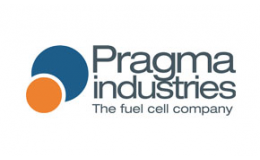 Pragma
industries
The fuel cell company